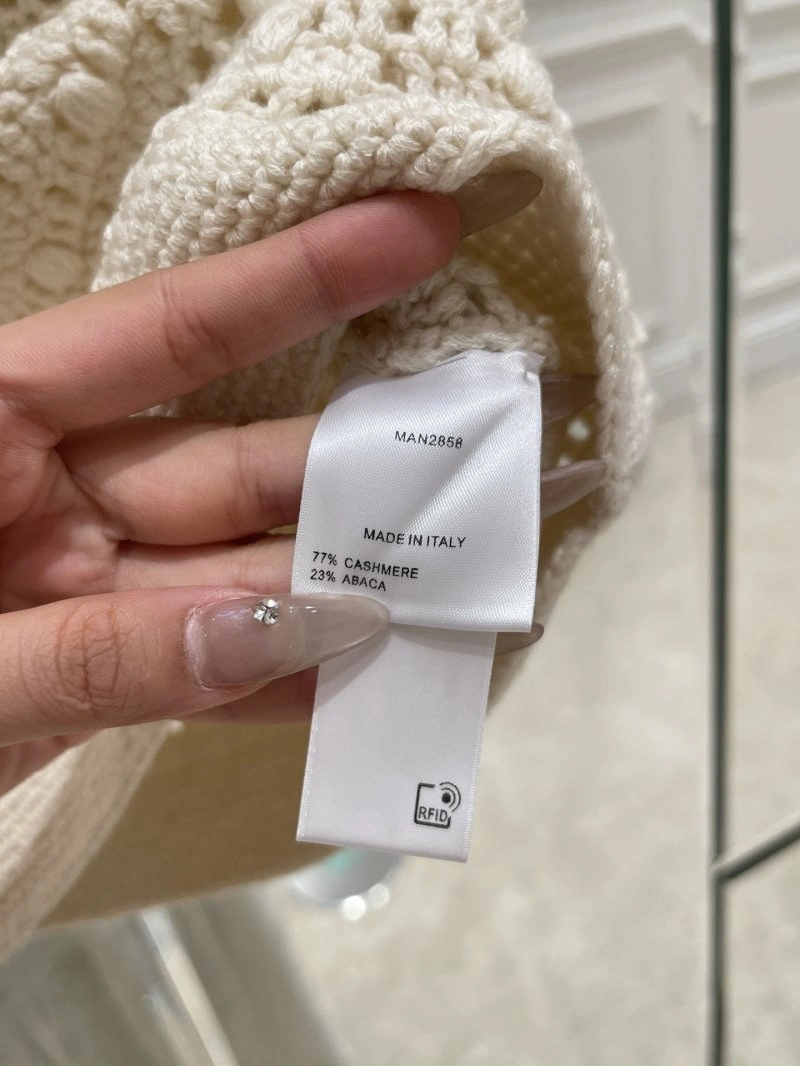 MAN2858
MADE IN ITALY
77% CASHMERE
23% ABACA
RFID